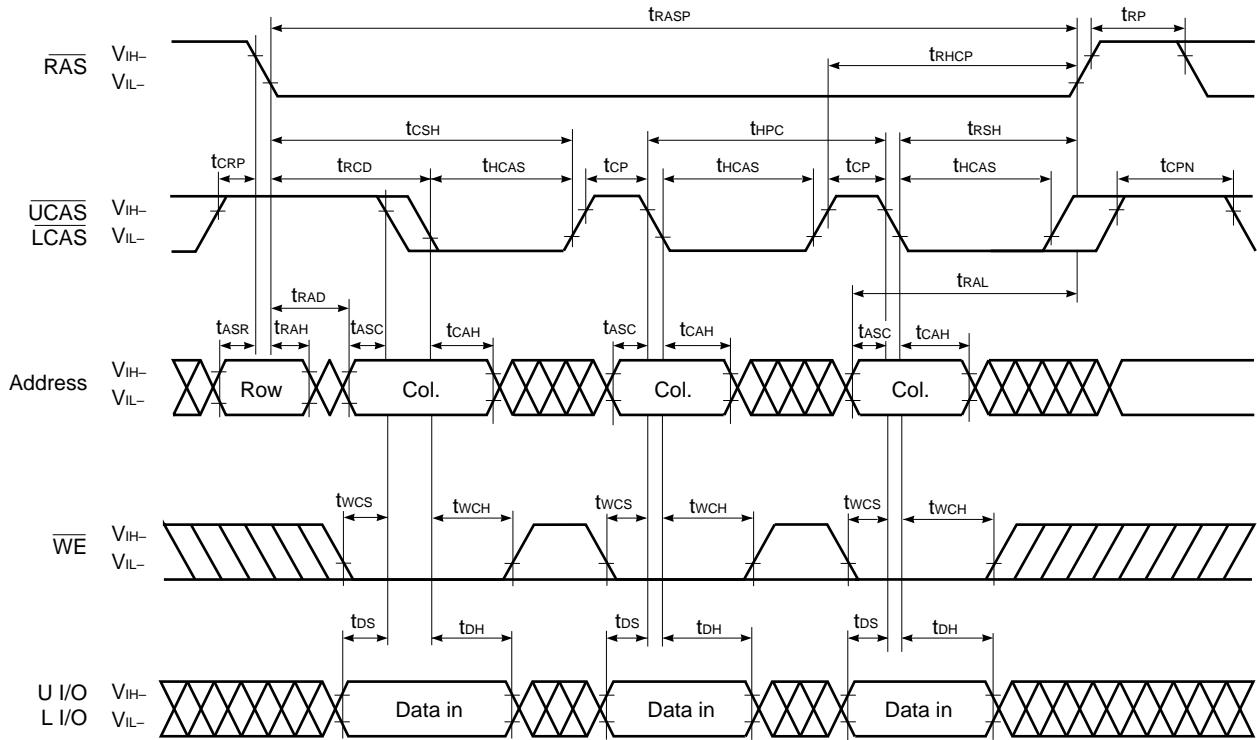 tRASP
tRP
RAS
VIH–
VIL–
tRHCP
tCSH
tHPC
tRSH
tCRP
tRCD
tHCAS
tCP
tHCAS
tCP
tHCAS
tCPN
UCAS
LCAS
VIH–
VIL–
tRAD
tRAL
tASR
tRAH
tASC
tCAH
tASC
tCAH
tASC
tCAH
Address
VIH–
VIL–
Row
Col.
Col.
Col.
tWCS
tWCH
tWCS
tWCH
tWCS
tWCH
WE
VIH–
VIL–
tDS
tDH
tDS
tDH
tDS
tDH
U I/O
L I/O
VIH–
VIL–
Data in
Data in
Data in